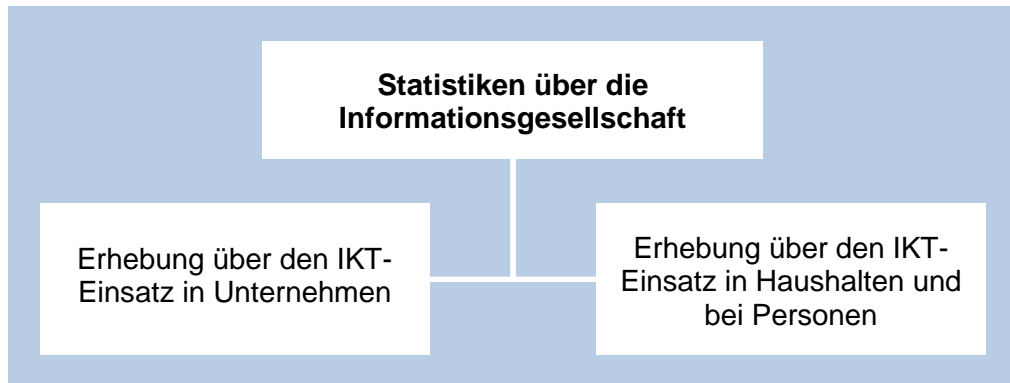 Statistiken über die
Informationsgesellschaft
Erhebung über den IKT-
Einsatz in Unternehmen
Erhebung über den IKT-
Einsatz in Haushalten und
bei Personen